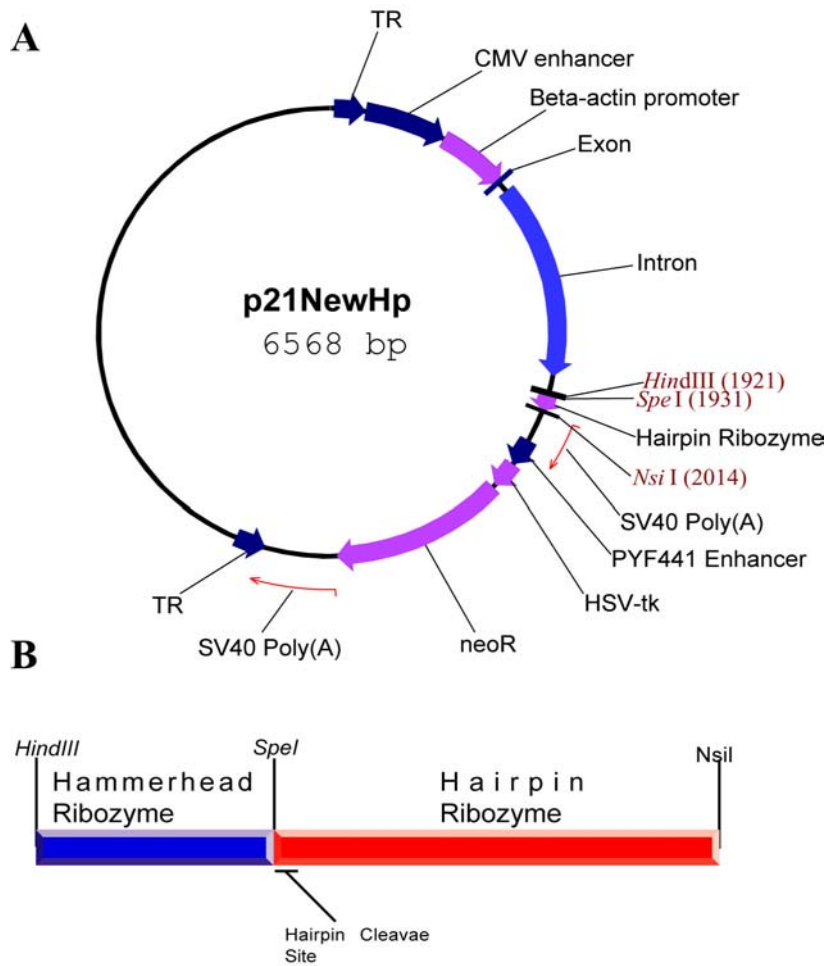 A
TR
CMV enhancer
Beta-actin promoter
Exon
p21NewHp
6568 bp
Intron
HindIII (1921)
SpeI (1931)
Hairpin Ribozyme
Nsi I (2014)
SV40 Poly(A)
PYF441 Enhancer
HSV-tk
neoR
SV40 Poly(A)
TR
B
HindIII
SpeI
NsiI
Hammerhead
Ribozyme
Hairpin
Ribozyme
Hairpin Cleavae
Site